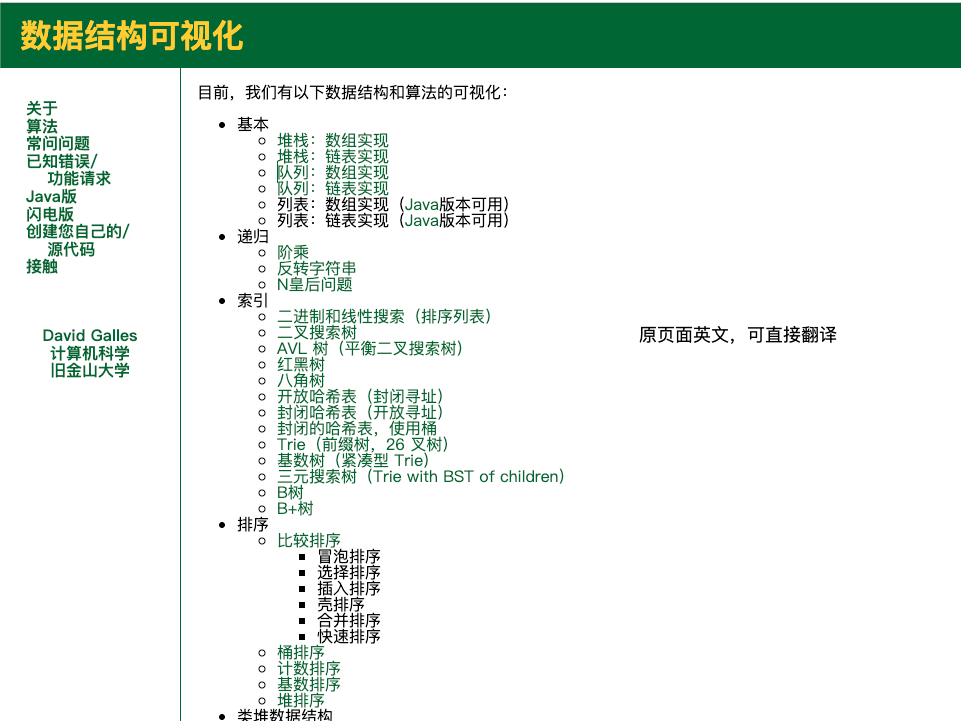 数据结构可视化
关于
算法
常问问题
已知错误/
功能请求
Java版
闪电版
创建您自己的/
源代码
接触
David Galles
计算机科学
旧金山大学
目前，我们有以下数据结构和算法的可视化：
基本
堆栈：数组实现
堆栈：链表实现
队列：数组实现
队列：链表实现
列表：数组实现（Java版本可用）
列表：链表实现（Java版本可用）
递归
阶乘
反转字符串
N皇后问题
索引
二进制和线性搜索（排序列表）
二叉搜索树
AVL 树（平衡二叉搜索树）
红黑树
八角树
开放哈希表（封闭寻址）
封闭哈希表（开放寻址）
封闭的哈希表，使用桶
Trie（前缀树，26 叉树）
基数树（紧凑型 Trie）
三元搜索树（Trie with BST of children）
B树
B+树
排序
比较排序
冒泡排序
选择排序
插入排序
壳排序
合并排序
快速排序
桶排序
计数排序
基数排序
堆排序
类堆数据结构
原页面英文，可直接翻译